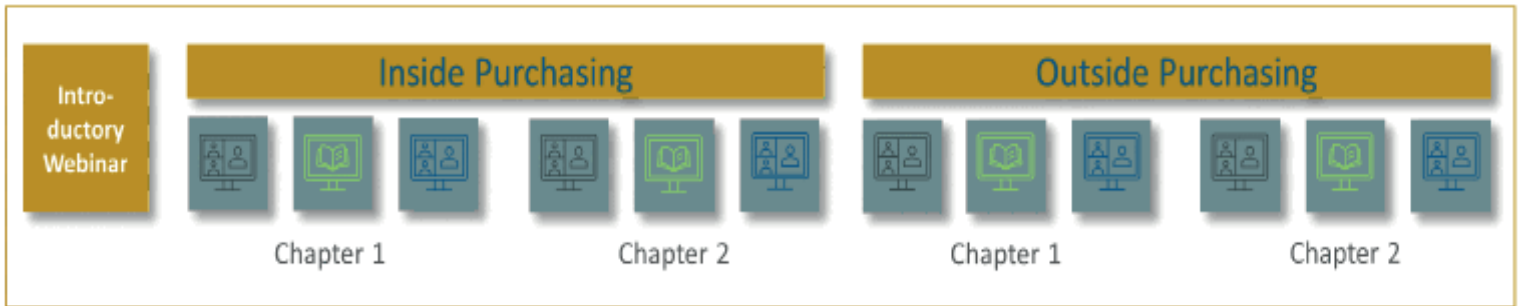 Intro-
ductory
Webinar
Inside Purchasing
Outside Purchasing
Chapter 1
Chapter 2
Chapter 1
Chapter 2